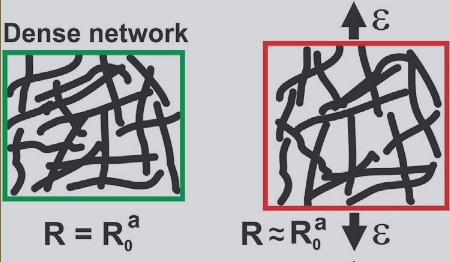 Dense network
ε
R = R₀ᵃ
R ≈ R₀ᵃ
ε